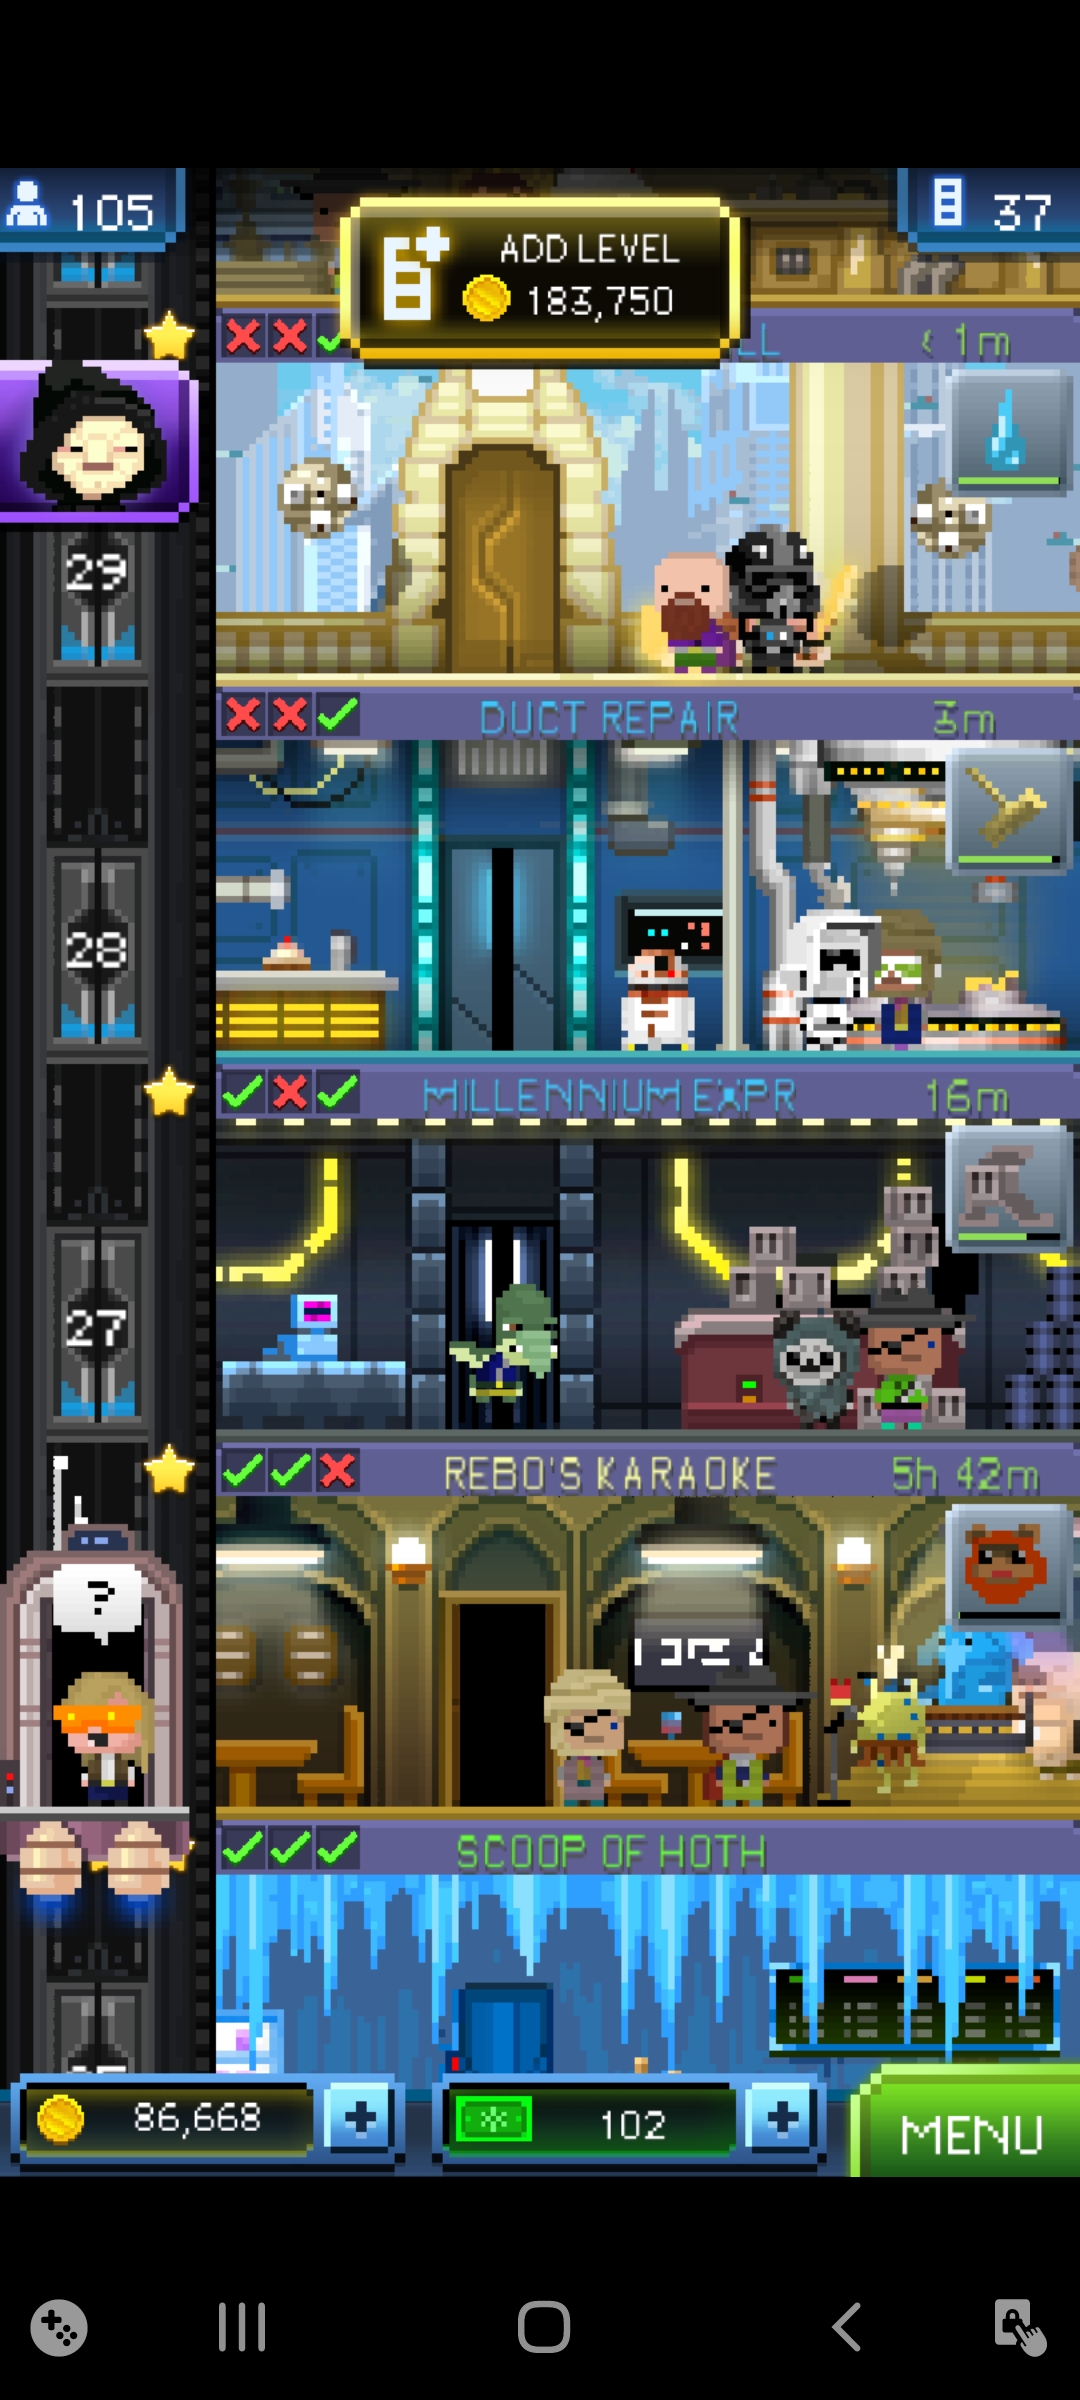 105
37
ADD LEVEL
183,750
LL
< 1m
29
DUCT REPAIR
3m
28
MILLENNIUM EXPR
16m
27
REBO'S KARAOKE
5h 42m
?
SCOOP OF HOTH
86,668
102
MENU